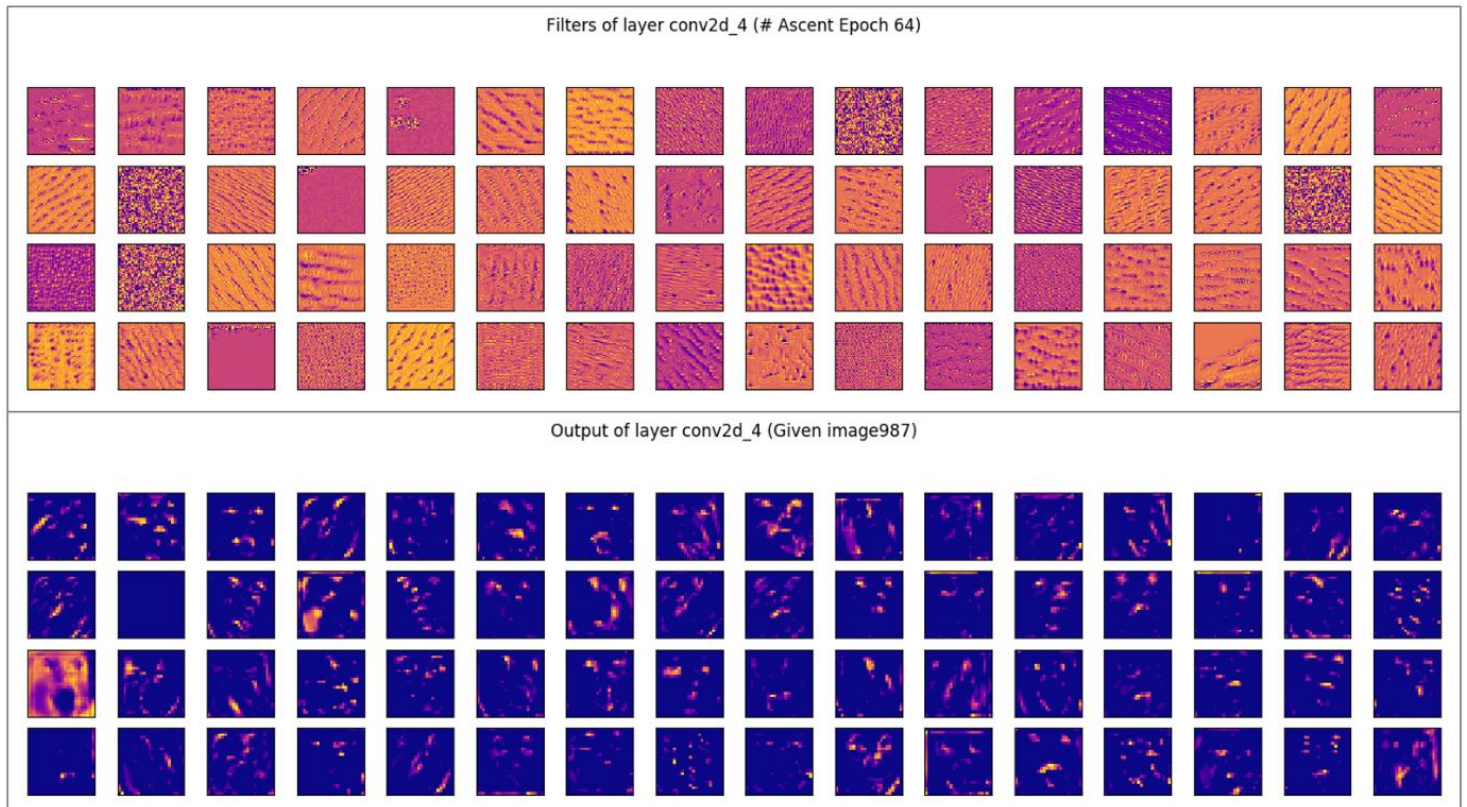 Filters of layer conv2d_4 (# Ascent Epoch 64)
Output of layer conv2d_4 (Given image987)